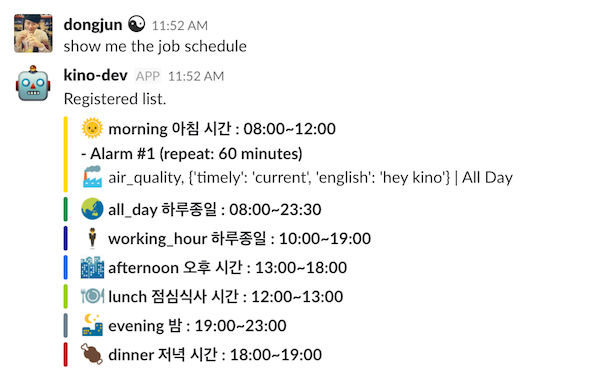 dongjun ☯ 11:52 AM
show me the job schedule
kino-dev APP 11:52 AM
Registered list.
morning 아침 시간 : 08:00~12:00
- Alarm #1 (repeat: 60 minutes)
air_quality, {'timely': 'current', 'english': 'hey kino'} | All Day
all_day 하루종일 : 08:00~23:30
working_hour 하루종일 : 10:00~19:00
afternoon 오후 시간 : 13:00~18:00
lunch 점심식사 시간 : 12:00~13:00
evening 밤 : 19:00~23:00
dinner 저녁 시간 : 18:00~19:00